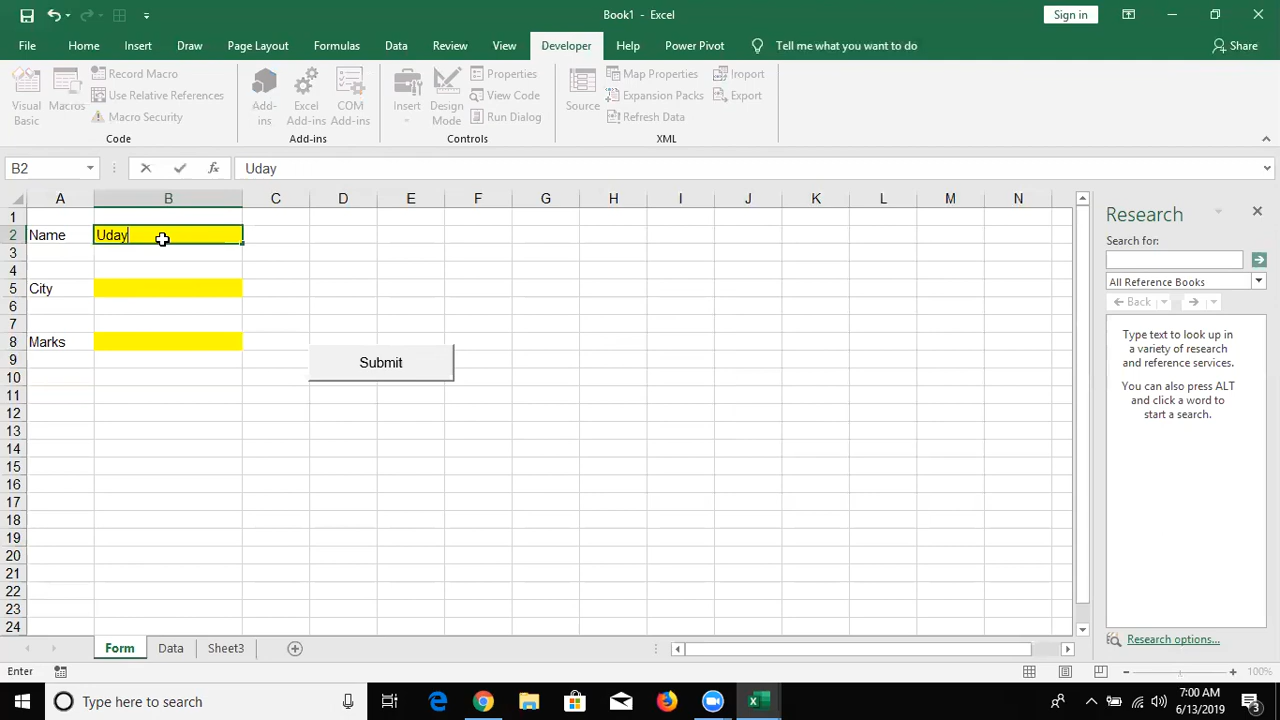 Book1 - Excel
Sign in
File Home Insert Draw Page Layout Formulas Data Review View Developer Help Power Pivot Tell me what you want to do Share
Visual Basic
Macros
Record Macro
Use Relative References
Macro Security
Code
Add-ins
Excel Add-ins
COM Add-ins
Add-ins
Insert
Design Mode
Properties
View Code
Run Dialog
Controls
Source
Map Properties
Expansion Packs
Refresh Data
Import
Export
XML
B2 fx Uday
A B C D E F G H I J K L M N
1
2 Name Uday
3
4
5 City
6
7
8 Marks
9
Submit
10
11
12
13
14
15
16
17
18
19
20
21
22
23
24
Research
Search for:
All Reference Books
Back
Type text to look up in
a variety of research
and reference services.
You can also press ALT
and click a word to
start a search.
Research options...
Form Data Sheet3
Enter
100%
Type here to search
7:00 AM
6/13/2019
3